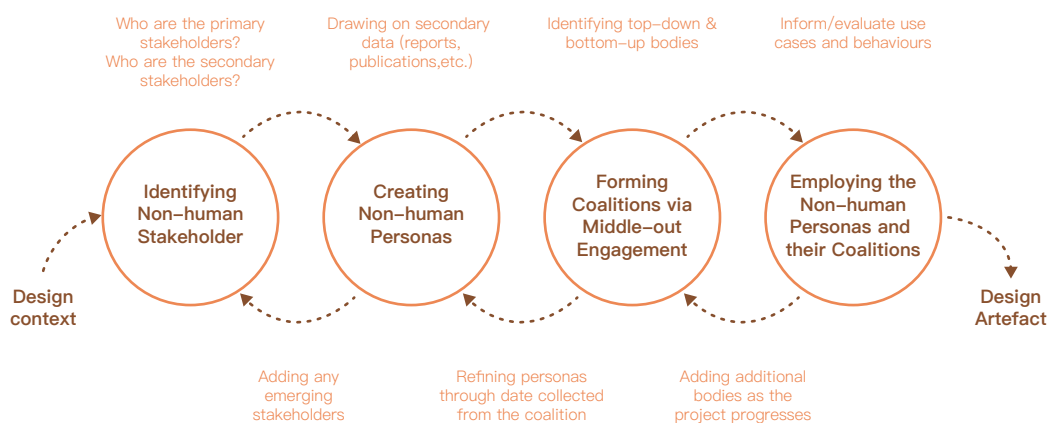 Who are the primary
stakeholders?
Who are the secondary
stakeholders?
Drawing on secondary
data (reports,
publications,etc.)
Identifying top-down &
bottom-up bodies
Inform/evaluate use
cases and behaviours
Identifying
Non-human
Stakeholder
Creating
Non-human
Personas
Forming
Coalitions via
Middle-out
Engagement
Employing the
Non-human
Personas and
their Coalitions
Design
context
Design
Artefact
Adding any
emerging
stakeholders
Refining personas
through date collected
from the coalition
Adding additional
bodies as the
project progresses